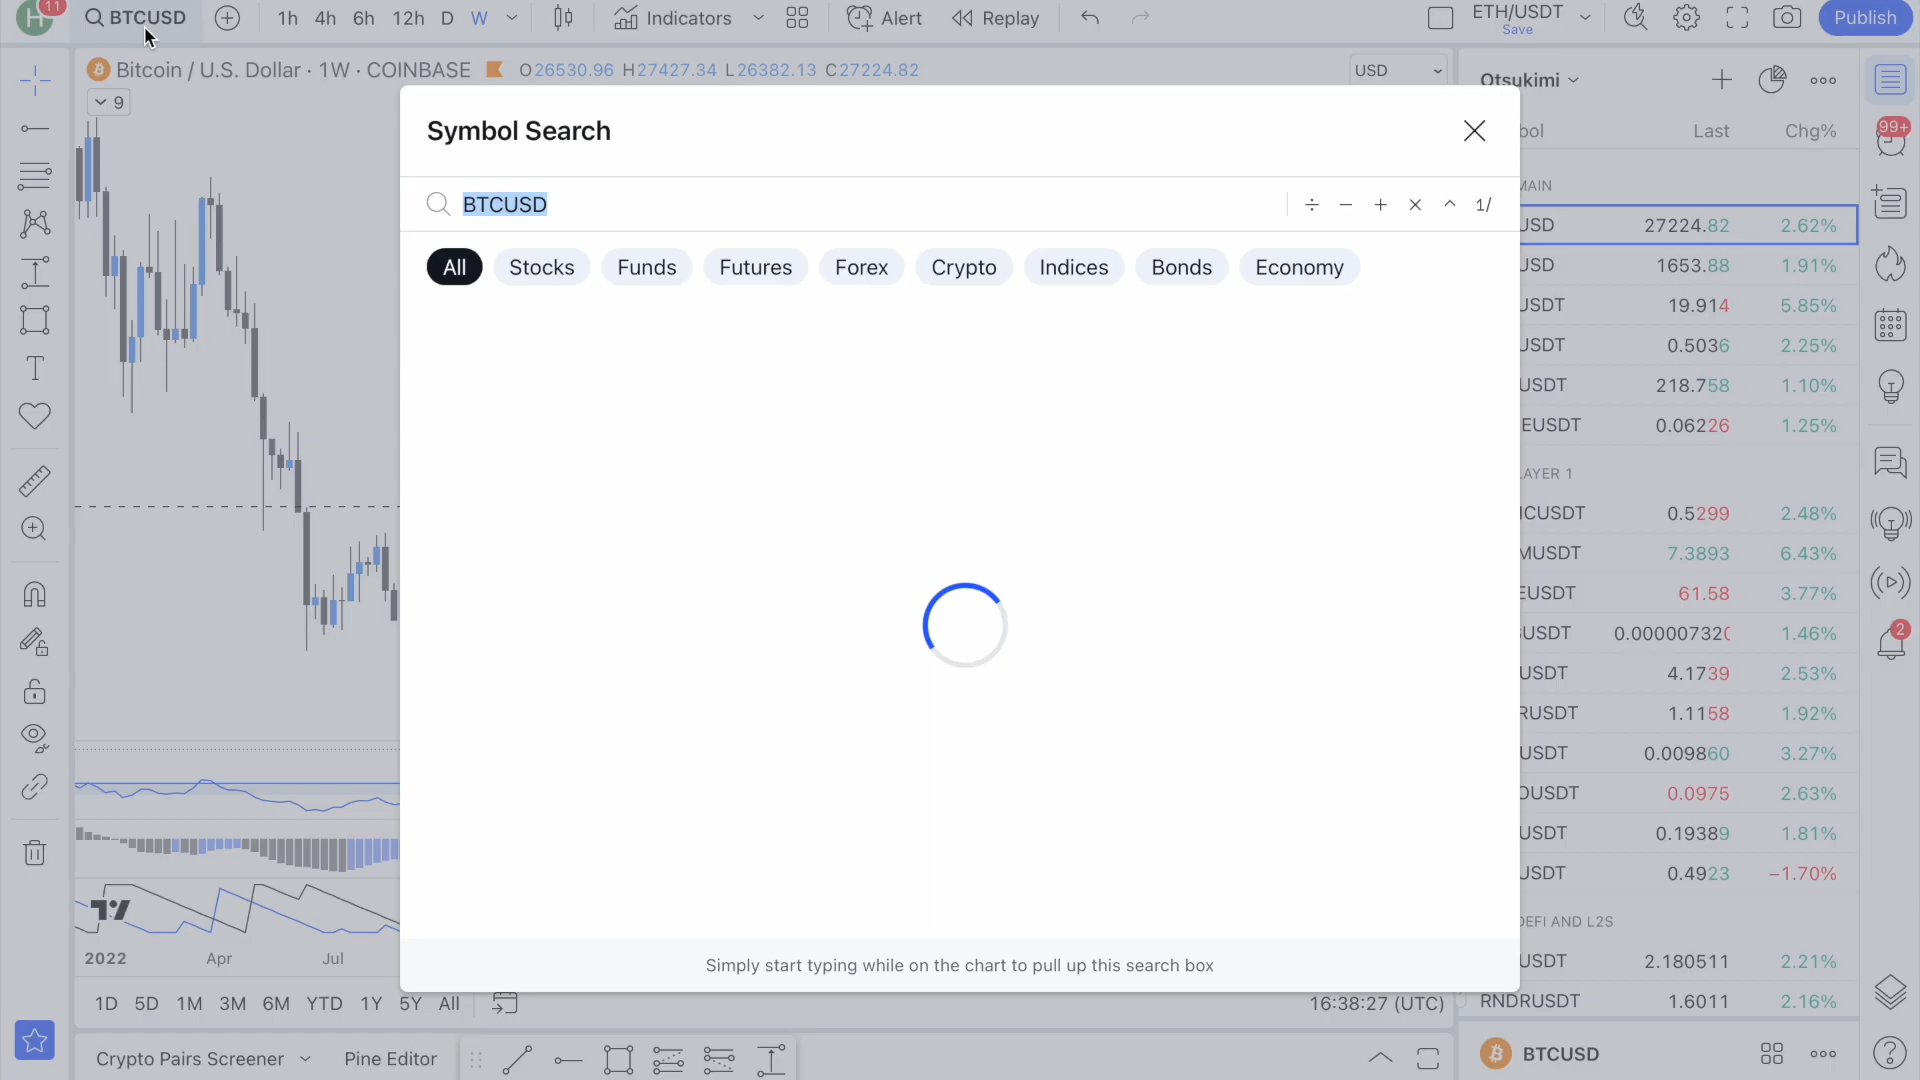 H 11 BTCUSD 1h 4h 6h 12h D W Indicators Alert Replay ETH/USDT Save Publish
Bitcoin / U.S. Dollar · 1W · COINBASE O26530.96 H27427.34 L26382.13 C27224.82 USD
9
Symbol Search
BTCUSD ÷ − + × ^ 1/
All Stocks Funds Futures Forex Crypto Indices Bonds Economy
Simply start typing while on the chart to pull up this search box
Otsukimi
bol Last Chg%
MAIN
USD 27224.82 2.62%
USD 1653.88 1.91%
USDT 19.914 5.85%
USDT 0.5036 2.25%
USDT 218.758 1.10%
EUSDT 0.06226 1.25%
LAYER 1
ICUSDT 0.5299 2.48%
MUSDT 7.3893 6.43%
EUSDT 61.58 3.77%
USDT 0.000007320 1.46%
USDT 4.1739 2.53%
RUSDT 1.1158 1.92%
USDT 0.009860 3.27%
OUSDT 0.0975 2.63%
USDT 0.19389 1.81%
USDT 0.4923 −1.70%
DEFI AND L2S
USDT 2.180511 2.21%
RNDRUSDT 1.6011 2.16%
BTCUSD
99+
2
2022 Apr Jul
1D 5D 1M 3M 6M YTD 1Y 5Y All 16:38:27 (UTC)
Crypto Pairs Screener Pine Editor